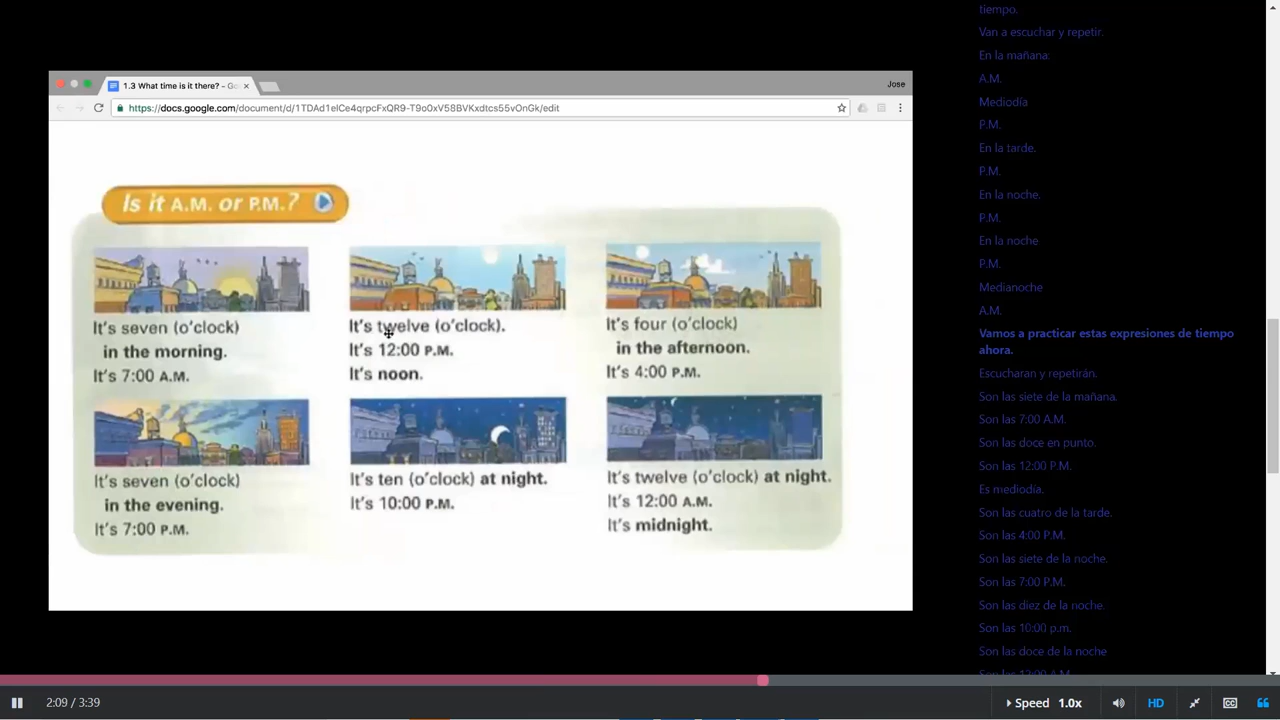 1.3 What time is it there? - Go
Jose
https://docs.google.com/document/d/1TDAd1elCe4qrpcFxQR9-T9o0xV58BVKxdtcs55vOnGk/edit
Is it A.M. or P.M.?
It's seven (o'clock)
in the morning.
It's 7:00 A.M.
It's twelve (o'clock).
It's 12:00 P.M.
It's noon.
It's four (o'clock)
in the afternoon.
It's 4:00 P.M.
It's seven (o'clock)
in the evening.
It's 7:00 P.M.
It's ten (o'clock) at night.
It's 10:00 P.M.
It's twelve (o'clock) at night.
It's 12:00 A.M.
It's midnight.
tiempo.
Van a escuchar y repetir.
En la mañana:
A.M.
Mediodía
P.M.
En la tarde.
P.M.
En la noche.
P.M.
En la noche
P.M.
Medianoche
A.M.
Vamos a practicar estas expresiones de tiempo
ahora.
Escucharan y repetirán.
Son las siete de la mañana.
Son las 7:00 A.M.
Son las doce en punto.
Son las 12:00 P.M.
Es mediodía.
Son las cuatro de la tarde.
Son las 4:00 P.M.
Son las siete de la noche.
Son las 7:00 P.M.
Son las diez de la noche.
Son las 10:00 p.m.
Son las doce de la noche
Son las 12:00 A.M.
2:09 / 3:39
Speed 1.0x
HD
CC